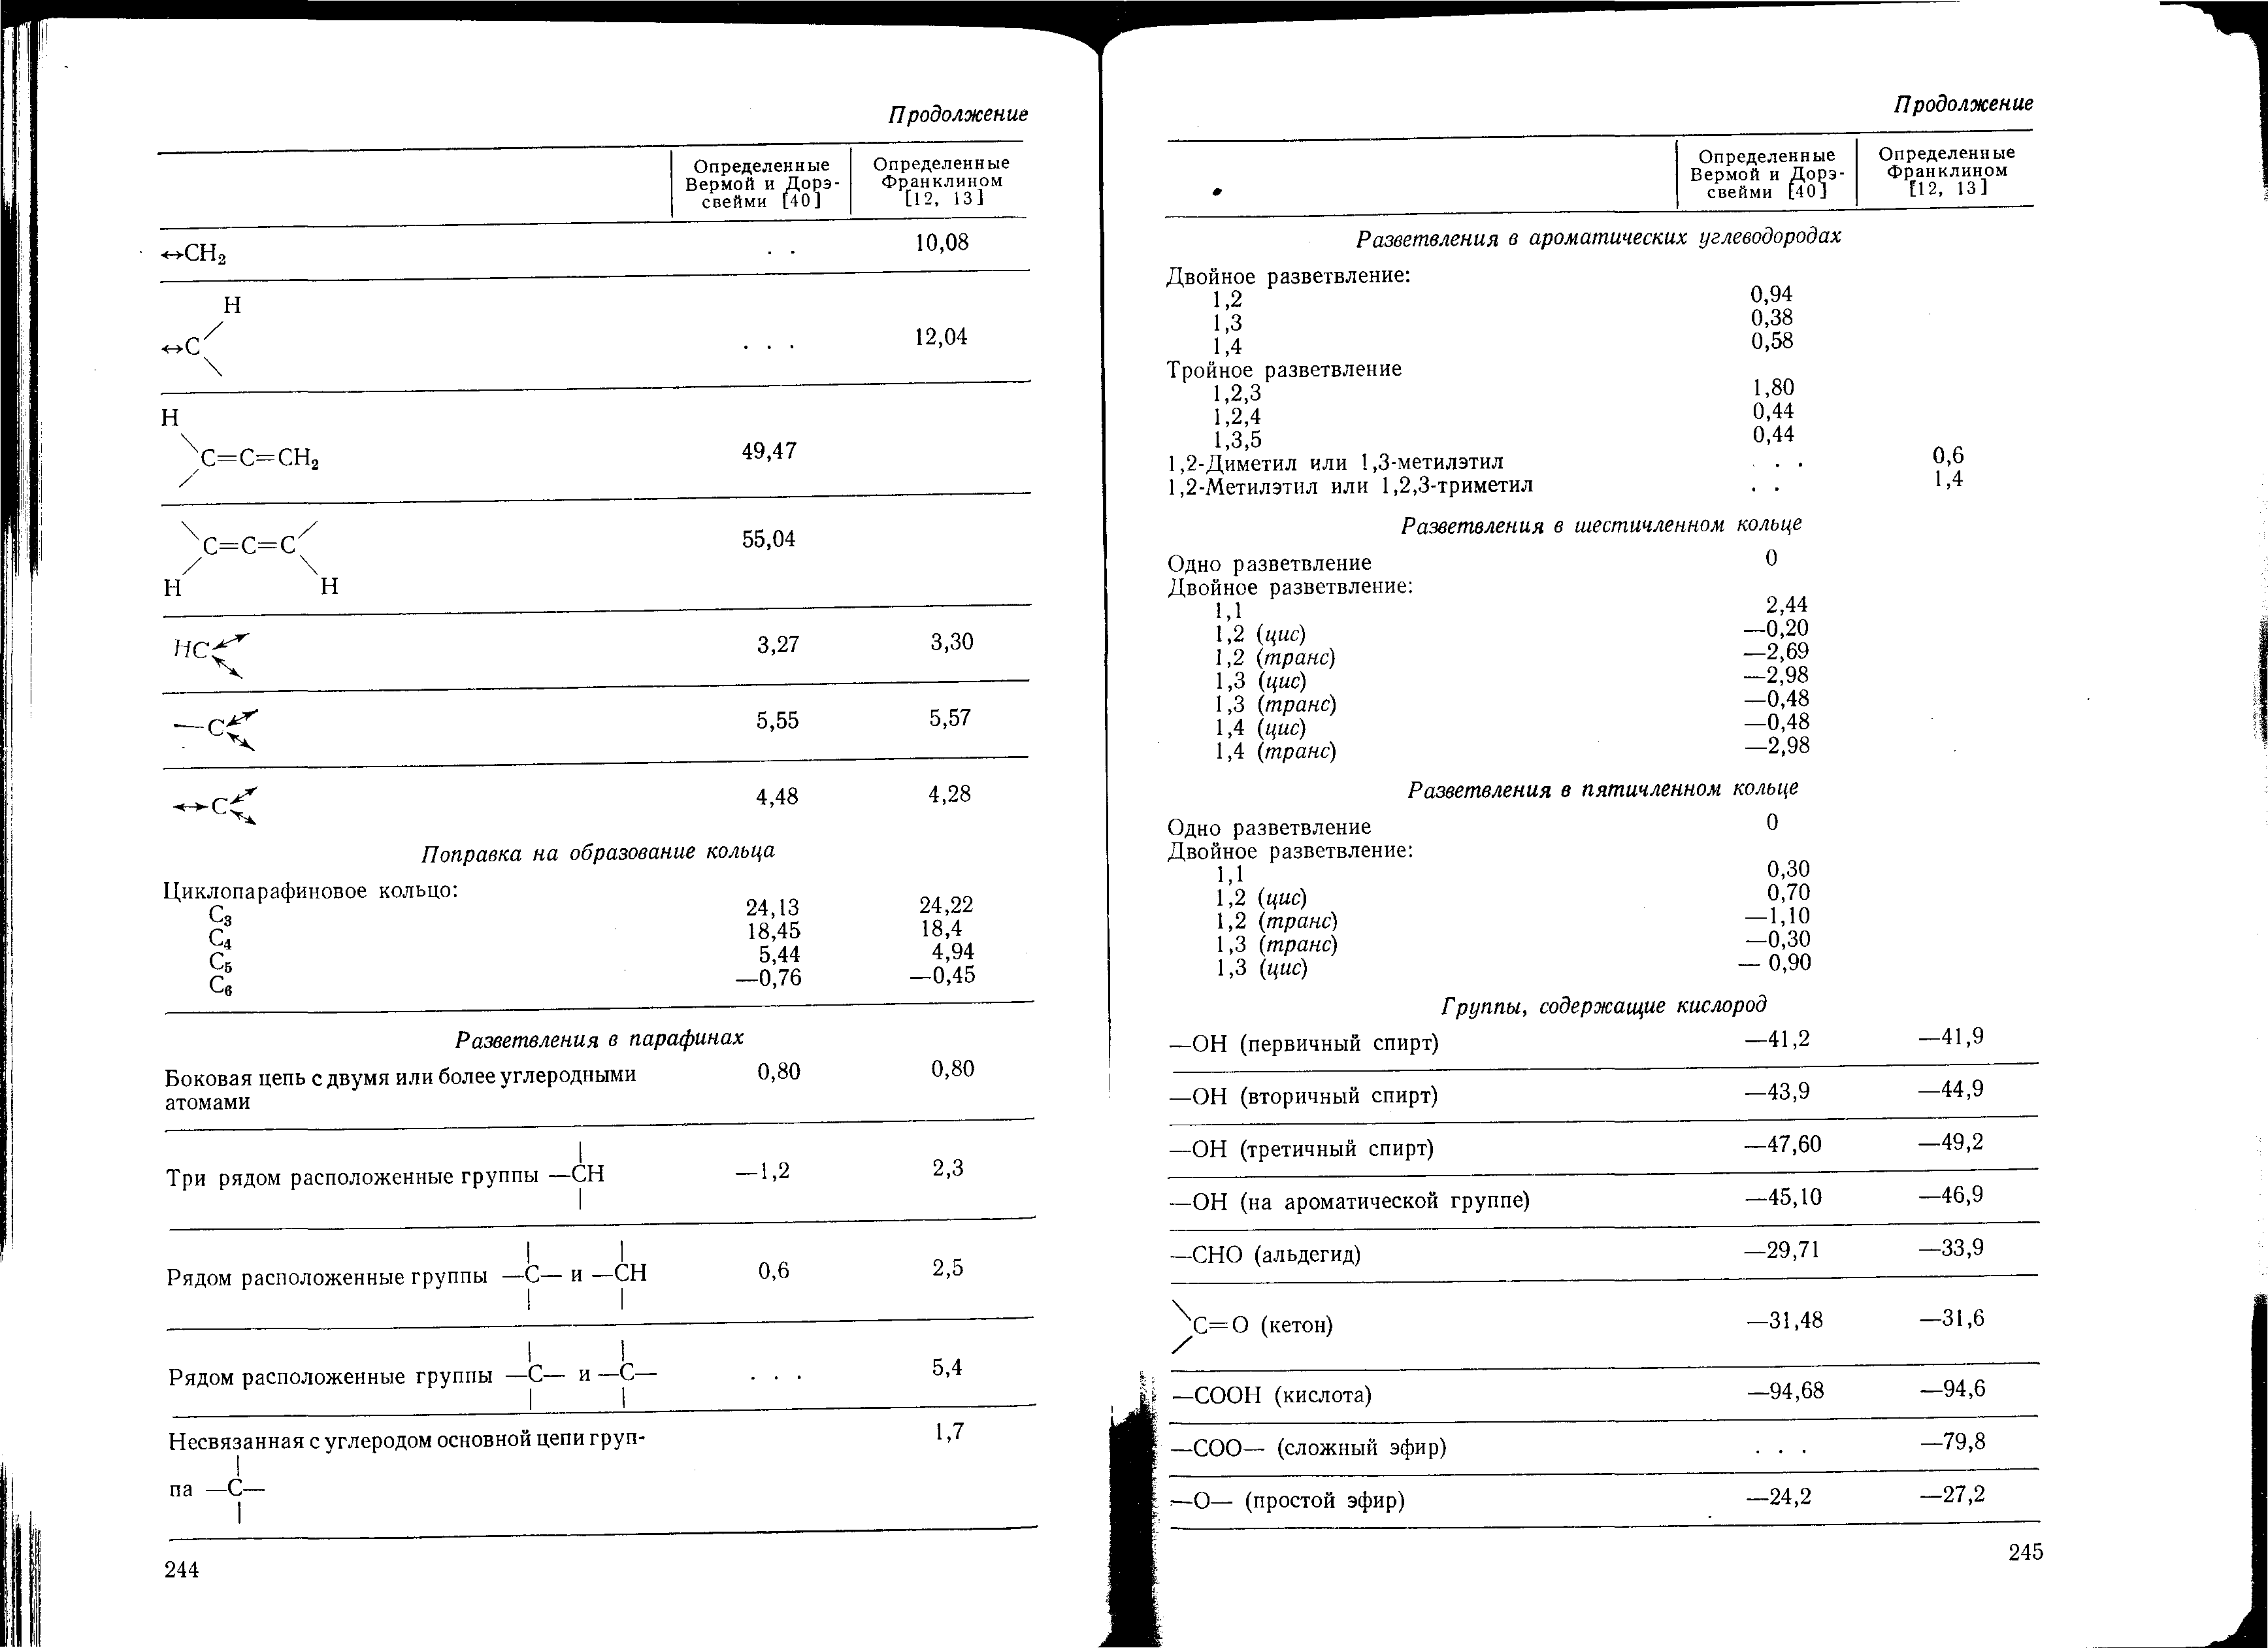 Продолжение
Определенные Вермой и Дорэ- свейми [40]
Определенные Франклином [12, 13]
↔CH₂ . . 10,08
H
↔C . . . 12,04
H
C=C=CH₂ 49,47
C=C=C 55,04
H H
HC 3,27 3,30
—C 5,55 5,57
↔C 4,48 4,28
Поправка на образование кольца
Циклопарафиновое кольцо:
C₃ 24,13 24,22
C₄ 18,45 18,4
C₅ 5,44 4,94
C₆ —0,76 —0,45
Разветвления в парафинах
Боковая цепь с двумя или более углеродными 0,80 0,80
атомами
Три рядом расположенные группы —CH —1,2 2,3
Рядом расположенные группы —C— и —CH 0,6 2,5
Рядом расположенные группы —C— и —C— . . . 5,4
Несвязанная с углеродом основной цепи груп- 1,7
па —C—
244
Продолжение
Определенные Вермой и Дорэ- свейми [40]
Определенные Франклином [12, 13]
Разветвления в ароматических углеводородах
Двойное разветвление:
1,2 0,94
1,3 0,38
1,4 0,58
Тройное разветвление
1,2,3 1,80
1,2,4 0,44
1,3,5 0,44
1,2-Диметил или 1,3-метилэтил . . . 0,6
1,2-Метилэтил или 1,2,3-триметил . . 1,4
Разветвления в шестичленном кольце
Одно разветвление 0
Двойное разветвление:
1,1 2,44
1,2 (цис) —0,20
1,2 (транс) —2,69
1,3 (цис) —2,98
1,3 (транс) —0,48
1,4 (цис) —0,48
1,4 (транс) —2,98
Разветвления в пятичленном кольце
Одно разветвление 0
Двойное разветвление:
1,1 0,30
1,2 (цис) 0,70
1,2 (транс) —1,10
1,3 (транс) —0,30
1,3 (цис) — 0,90
Группы, содержащие кислород
—OH (первичный спирт) —41,2 —41,9
—OH (вторичный спирт) —43,9 —44,9
—OH (третичный спирт) —47,60 —49,2
—OH (на ароматической группе) —45,10 —46,9
—CHO (альдегид) —29,71 —33,9
C=O (кетон) —31,48 —31,6
—COOH (кислота) —94,68 —94,6
—COO— (сложный эфир) . . . —79,8
—O— (простой эфир) —24,2 —27,2
245